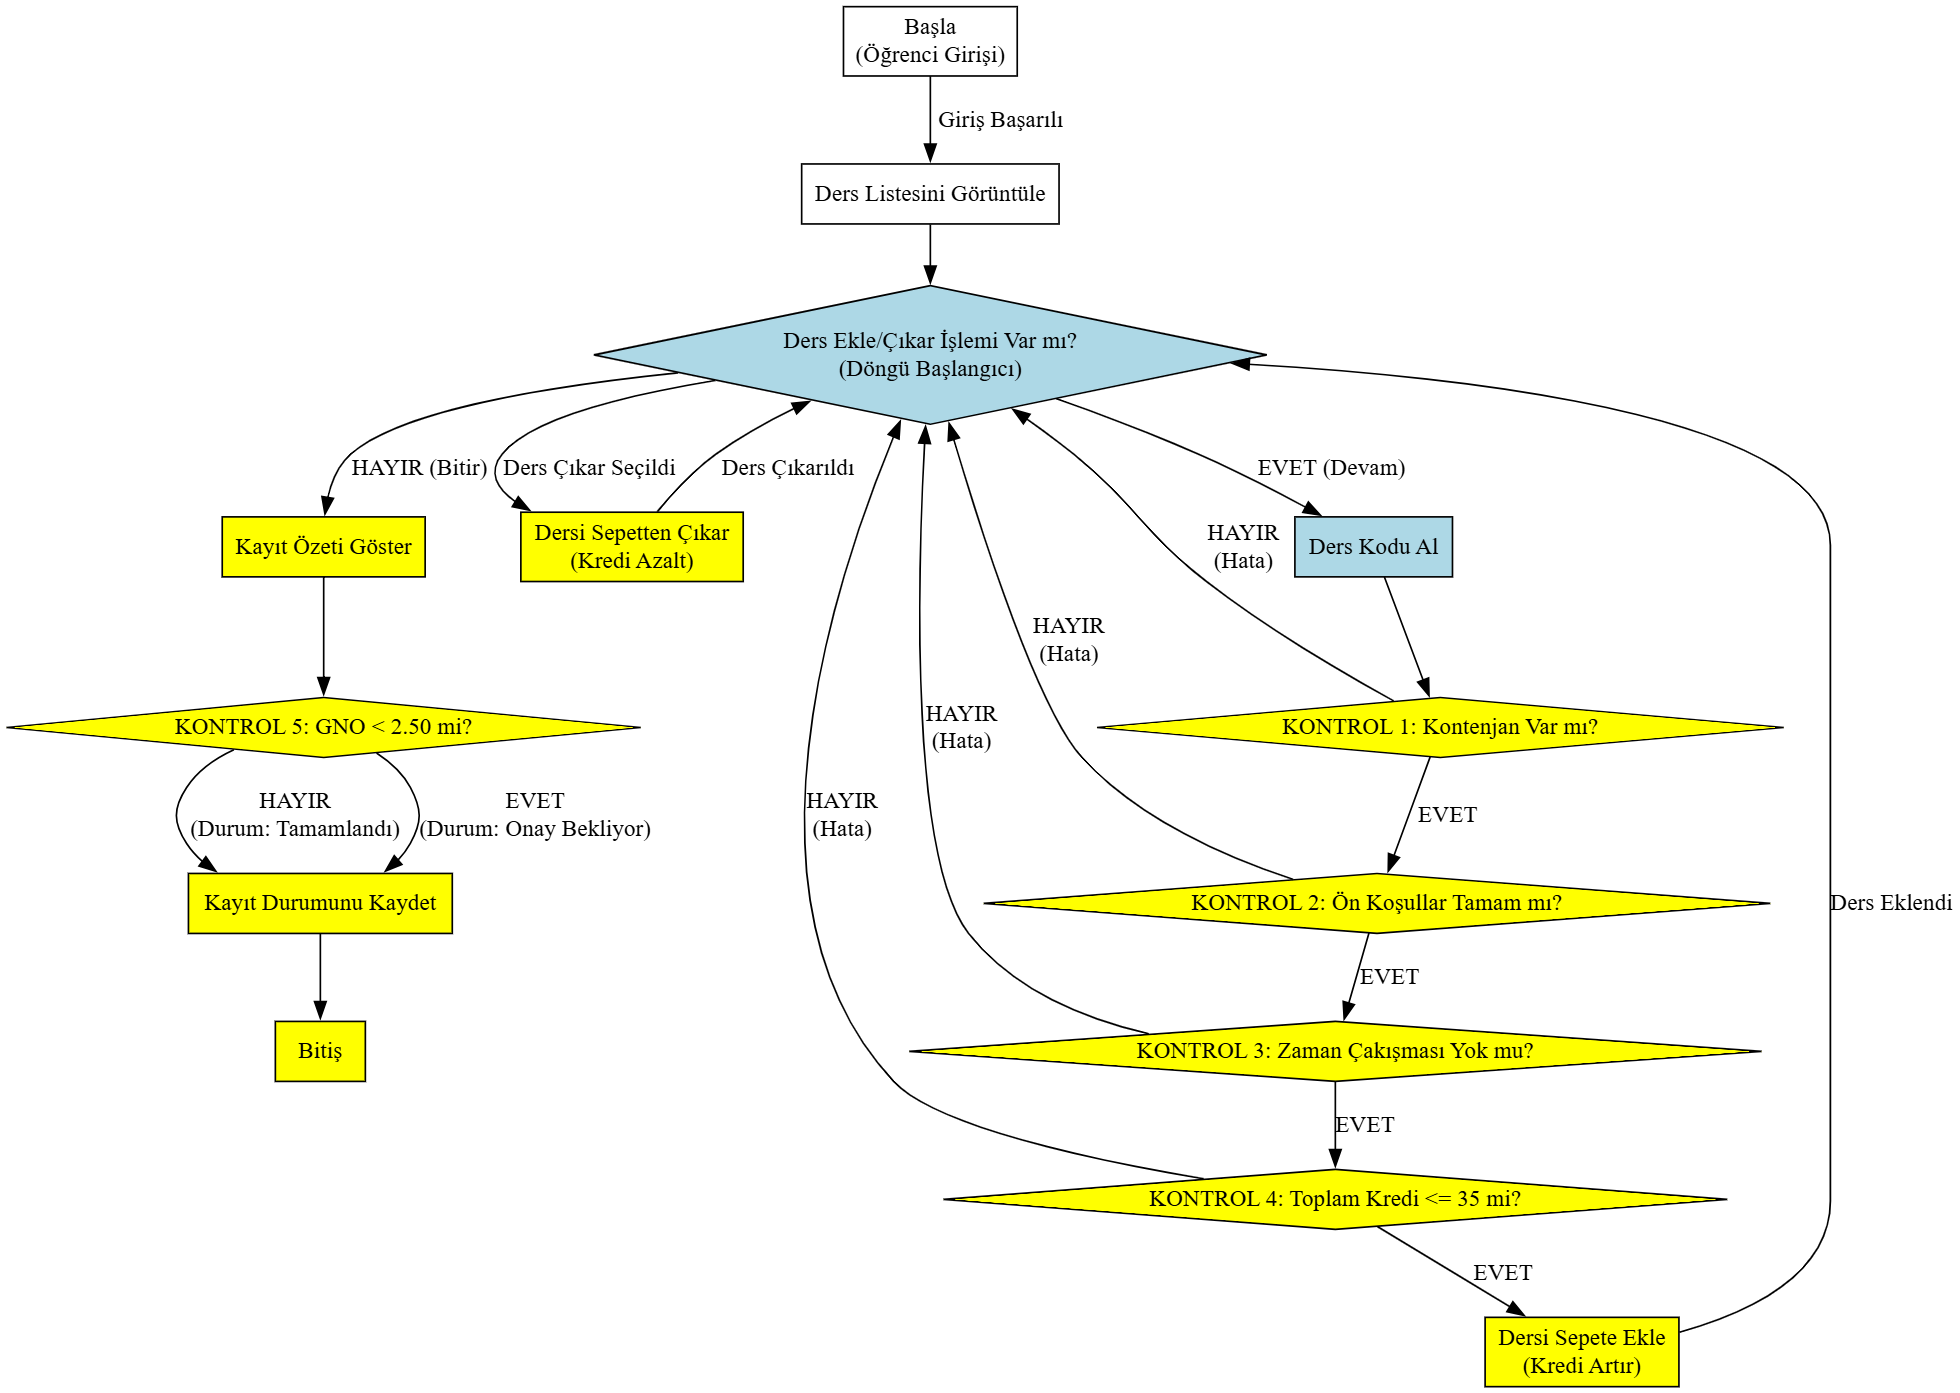 Başla
(Öğrenci Girişi)
Giriş Başarılı
Ders Listesini Görüntüle
Ders Ekle/Çıkar İşlemi Var mı?
(Döngü Başlangıcı)
HAYIR (Bitir)
Ders Çıkar Seçildi
Ders Çıkarıldı
EVET (Devam)
Kayıt Özeti Göster
Dersi Sepetten Çıkar
(Kredi Azalt)
HAYIR
(Hata)
Ders Kodu Al
HAYIR
(Hata)
KONTROL 5: GNO < 2.50 mi?
HAYIR
(Hata)
KONTROL 1: Kontenjan Var mı?
HAYIR
(Durum: Tamamlandı)
EVET
(Durum: Onay Bekliyor)
HAYIR
(Hata)
EVET
Kayıt Durumunu Kaydet
KONTROL 2: Ön Koşullar Tamam mı?
Ders Eklendi
EVET
Bitiş
KONTROL 3: Zaman Çakışması Yok mu?
EVET
KONTROL 4: Toplam Kredi <= 35 mi?
EVET
Dersi Sepete Ekle
(Kredi Artır)